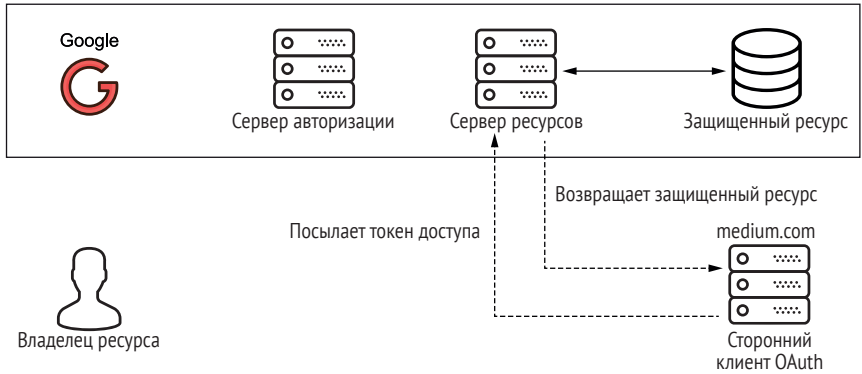 Google
Сервер авторизации
Сервер ресурсов
Защищенный ресурс
Возвращает защищенный ресурс
Посылает токен доступа
medium.com
Владелец ресурса
Сторонний
клиент OAuth